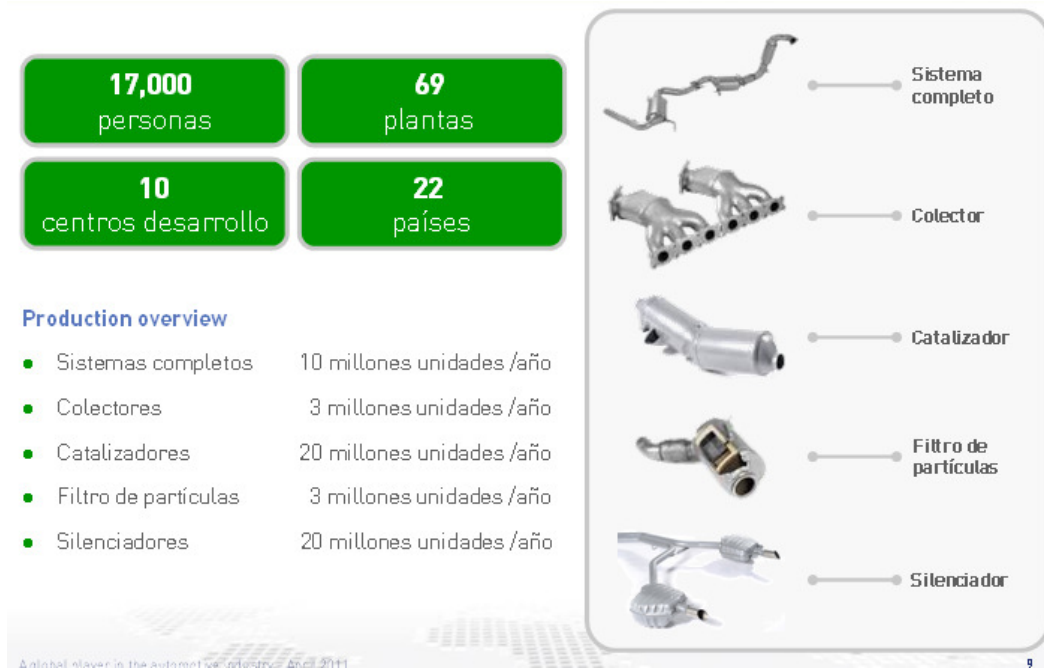 17,000
personas
69
plantas
10
centros desarrollo
22
países
Production overview
• Sistemas completos 10 millones unidades /año
• Colectores 3 millones unidades /año
• Catalizadores 20 millones unidades /año
• Filtro de partículas 3 millones unidades /año
• Silenciadores 20 millones unidades /año
Sistema
completo
Colector
Catalizador
Filtro de
partículas
Silenciador
A global player in the automotive industry - April 2011
9